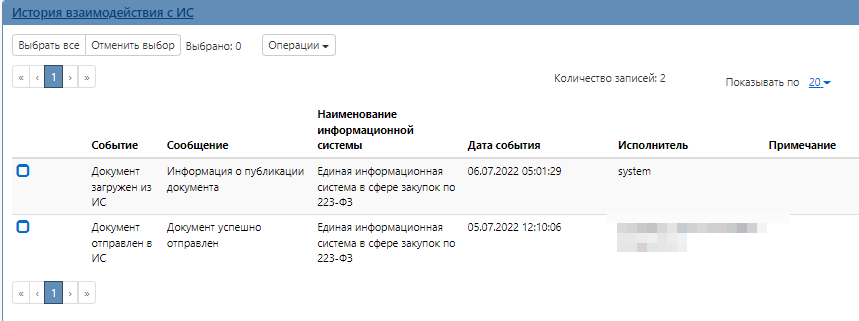 История взаимодействия с ИС
Выбрать все Отменить выбор Выбрано: 0 Операции
« ‹ 1 › » Количество записей: 2 Показывать по 20
Наименование
информационной
Событие Сообщение системы Дата события Исполнитель Примечание
Документ Информация о публикации Единая информационная 06.07.2022 05:01:29 system
загружен из документа система в сфере закупок по
ИС 223-ФЗ
Документ Документ успешно Единая информационная 05.07.2022 12:10:06
отправлен в отправлен система в сфере закупок по
ИС 223-ФЗ
« ‹ 1 › »